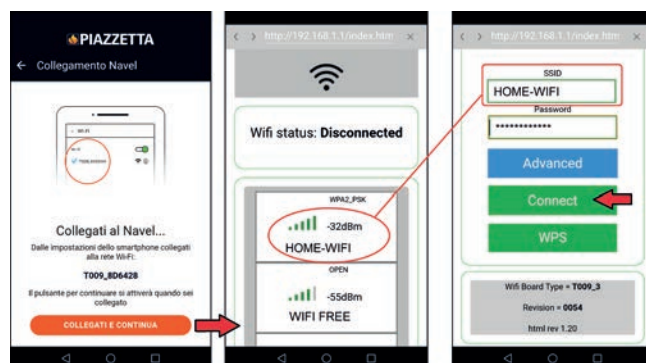 PIAZZETTA
Collegamento Navel
Collegati al Navel...
Dalle impostazioni dello smartphone collegati
alla rete Wi-Fi:
T009_8D6428
Il pulsante per continuare si attiverà quando sei
collegato
COLLEGATI E CONTINUA
http://192.168.1.1/index.htm
Wifi status: Disconnected
WPA2_PSK
-32dBm
HOME-WIFI
OPEN
-55dBm
WIFI FREE
http://192.168.1.1/index.htm
SSID
HOME-WIFI
Password
************
Advanced
Connect
WPS
Wifi Board Type = T009_3
Revision = 0054
html rev 1.20